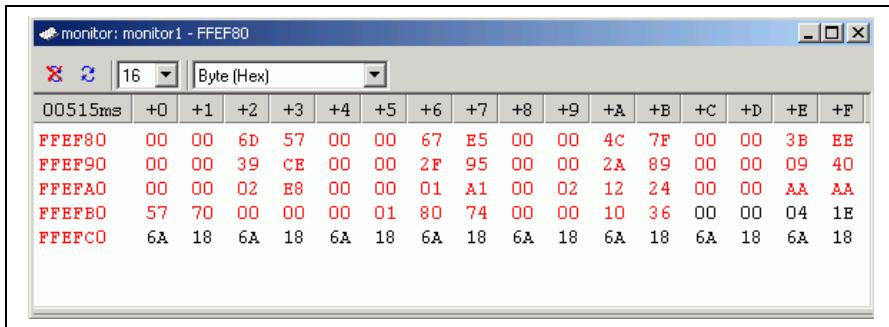 monitor: monitor1 - FFEF80
16 Byte (Hex)
00515ms +0 +1 +2 +3 +4 +5 +6 +7 +8 +9 +A +B +C +D +E +F
FFEF80 00 00 6D 57 00 00 67 E5 00 00 4C 7F 00 00 3B EE
FFEF90 00 00 39 CE 00 00 2F 95 00 00 2A 89 00 00 09 40
FFEFA0 00 00 02 E8 00 00 01 A1 00 02 12 24 00 00 AA AA
FFEFB0 57 70 00 00 00 01 80 74 00 00 10 36 00 00 04 1E
FFEFC0 6A 18 6A 18 6A 18 6A 18 6A 18 6A 18 6A 18 6A 18